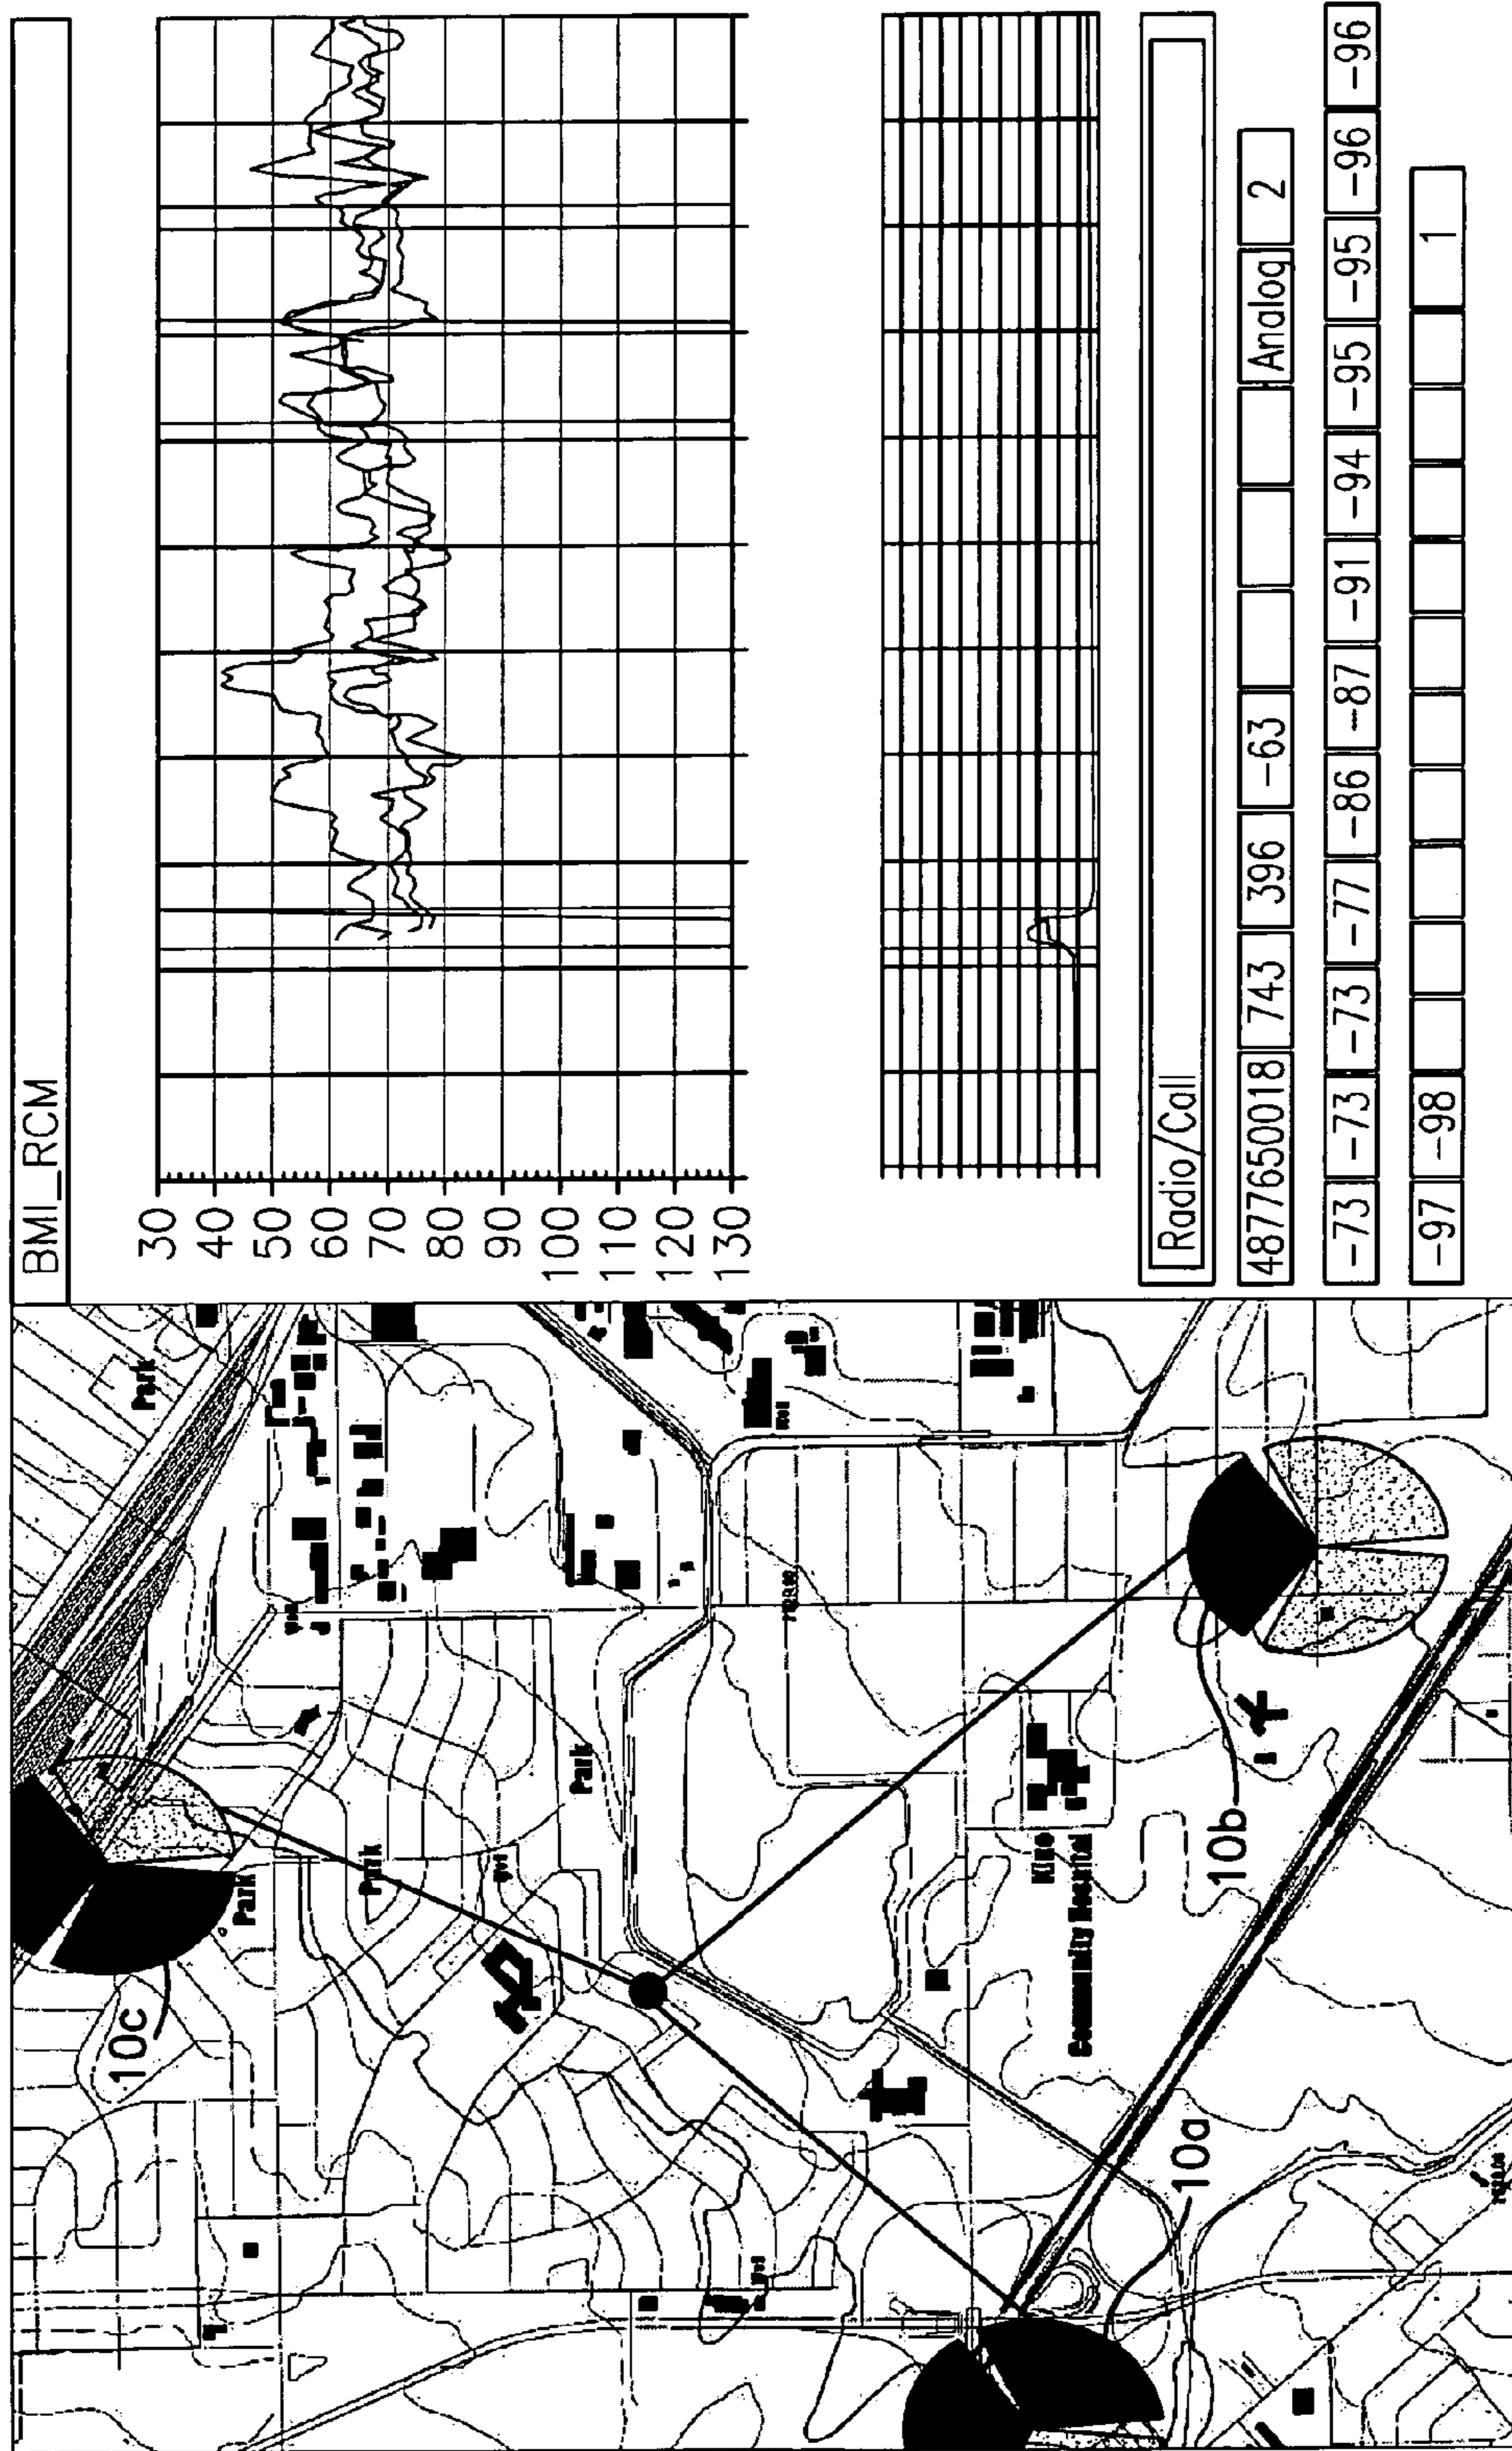 BMI_RCM
30
40
50
60
70
80
90
100
110
120
130
Radio/Call
4877650018 743 396 -63 Analog 2
-73 -73 -73 -77 -86 -87 -91 -94 -95 -95 -96 -96
-97 -98 1
10c
Park
Park
Park
Park
10b
10a
Community Hospital